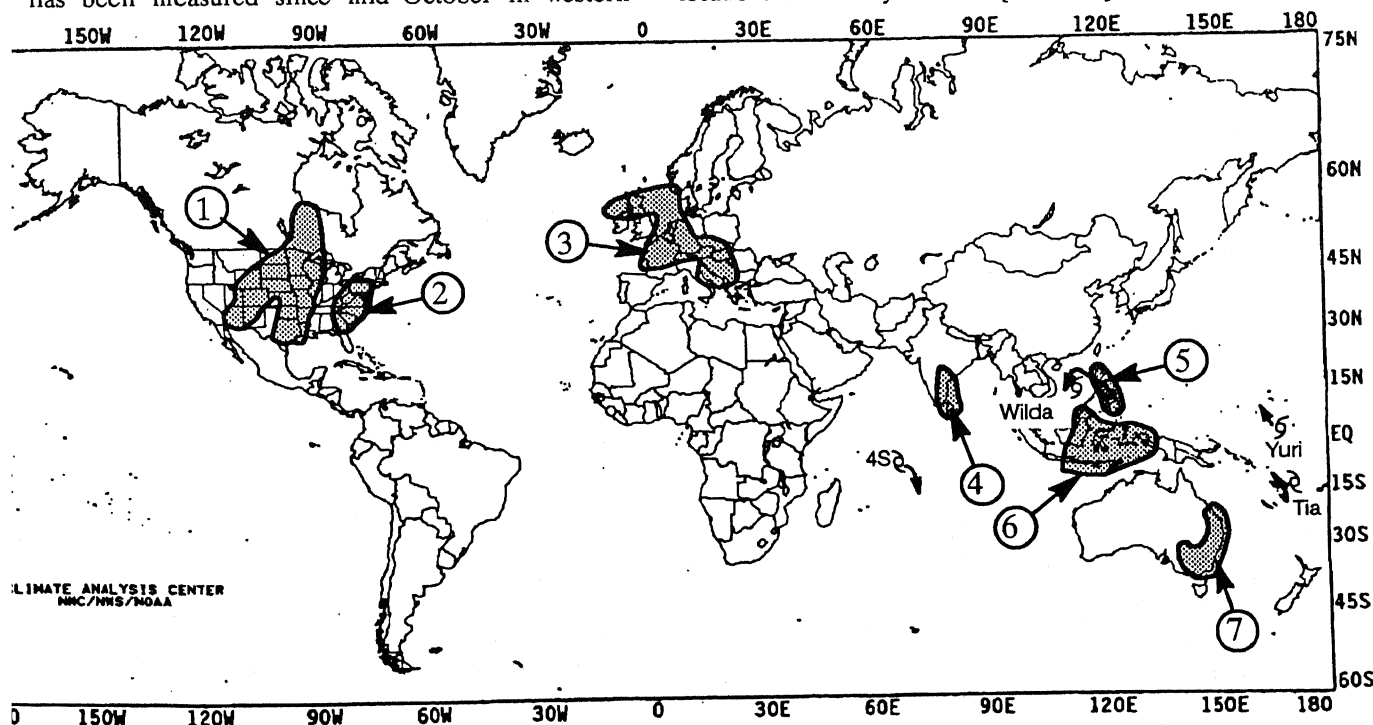 has been measured since mid-October in western
150W 120W 90W 60W 30W 0 30E 60E 90E 120E 150E 180
75N
60N
1
3
45N
2
30N
5
15N
Wilda
EQ
Yuri
4S
4
15S
Tia
6
30S
CLIMATE ANALYSIS CENTER
NMC/NWS/NOAA
45S
7
60S
150W 120W 90W 60W 30W 0 30E 60E 90E 120E 150E 180